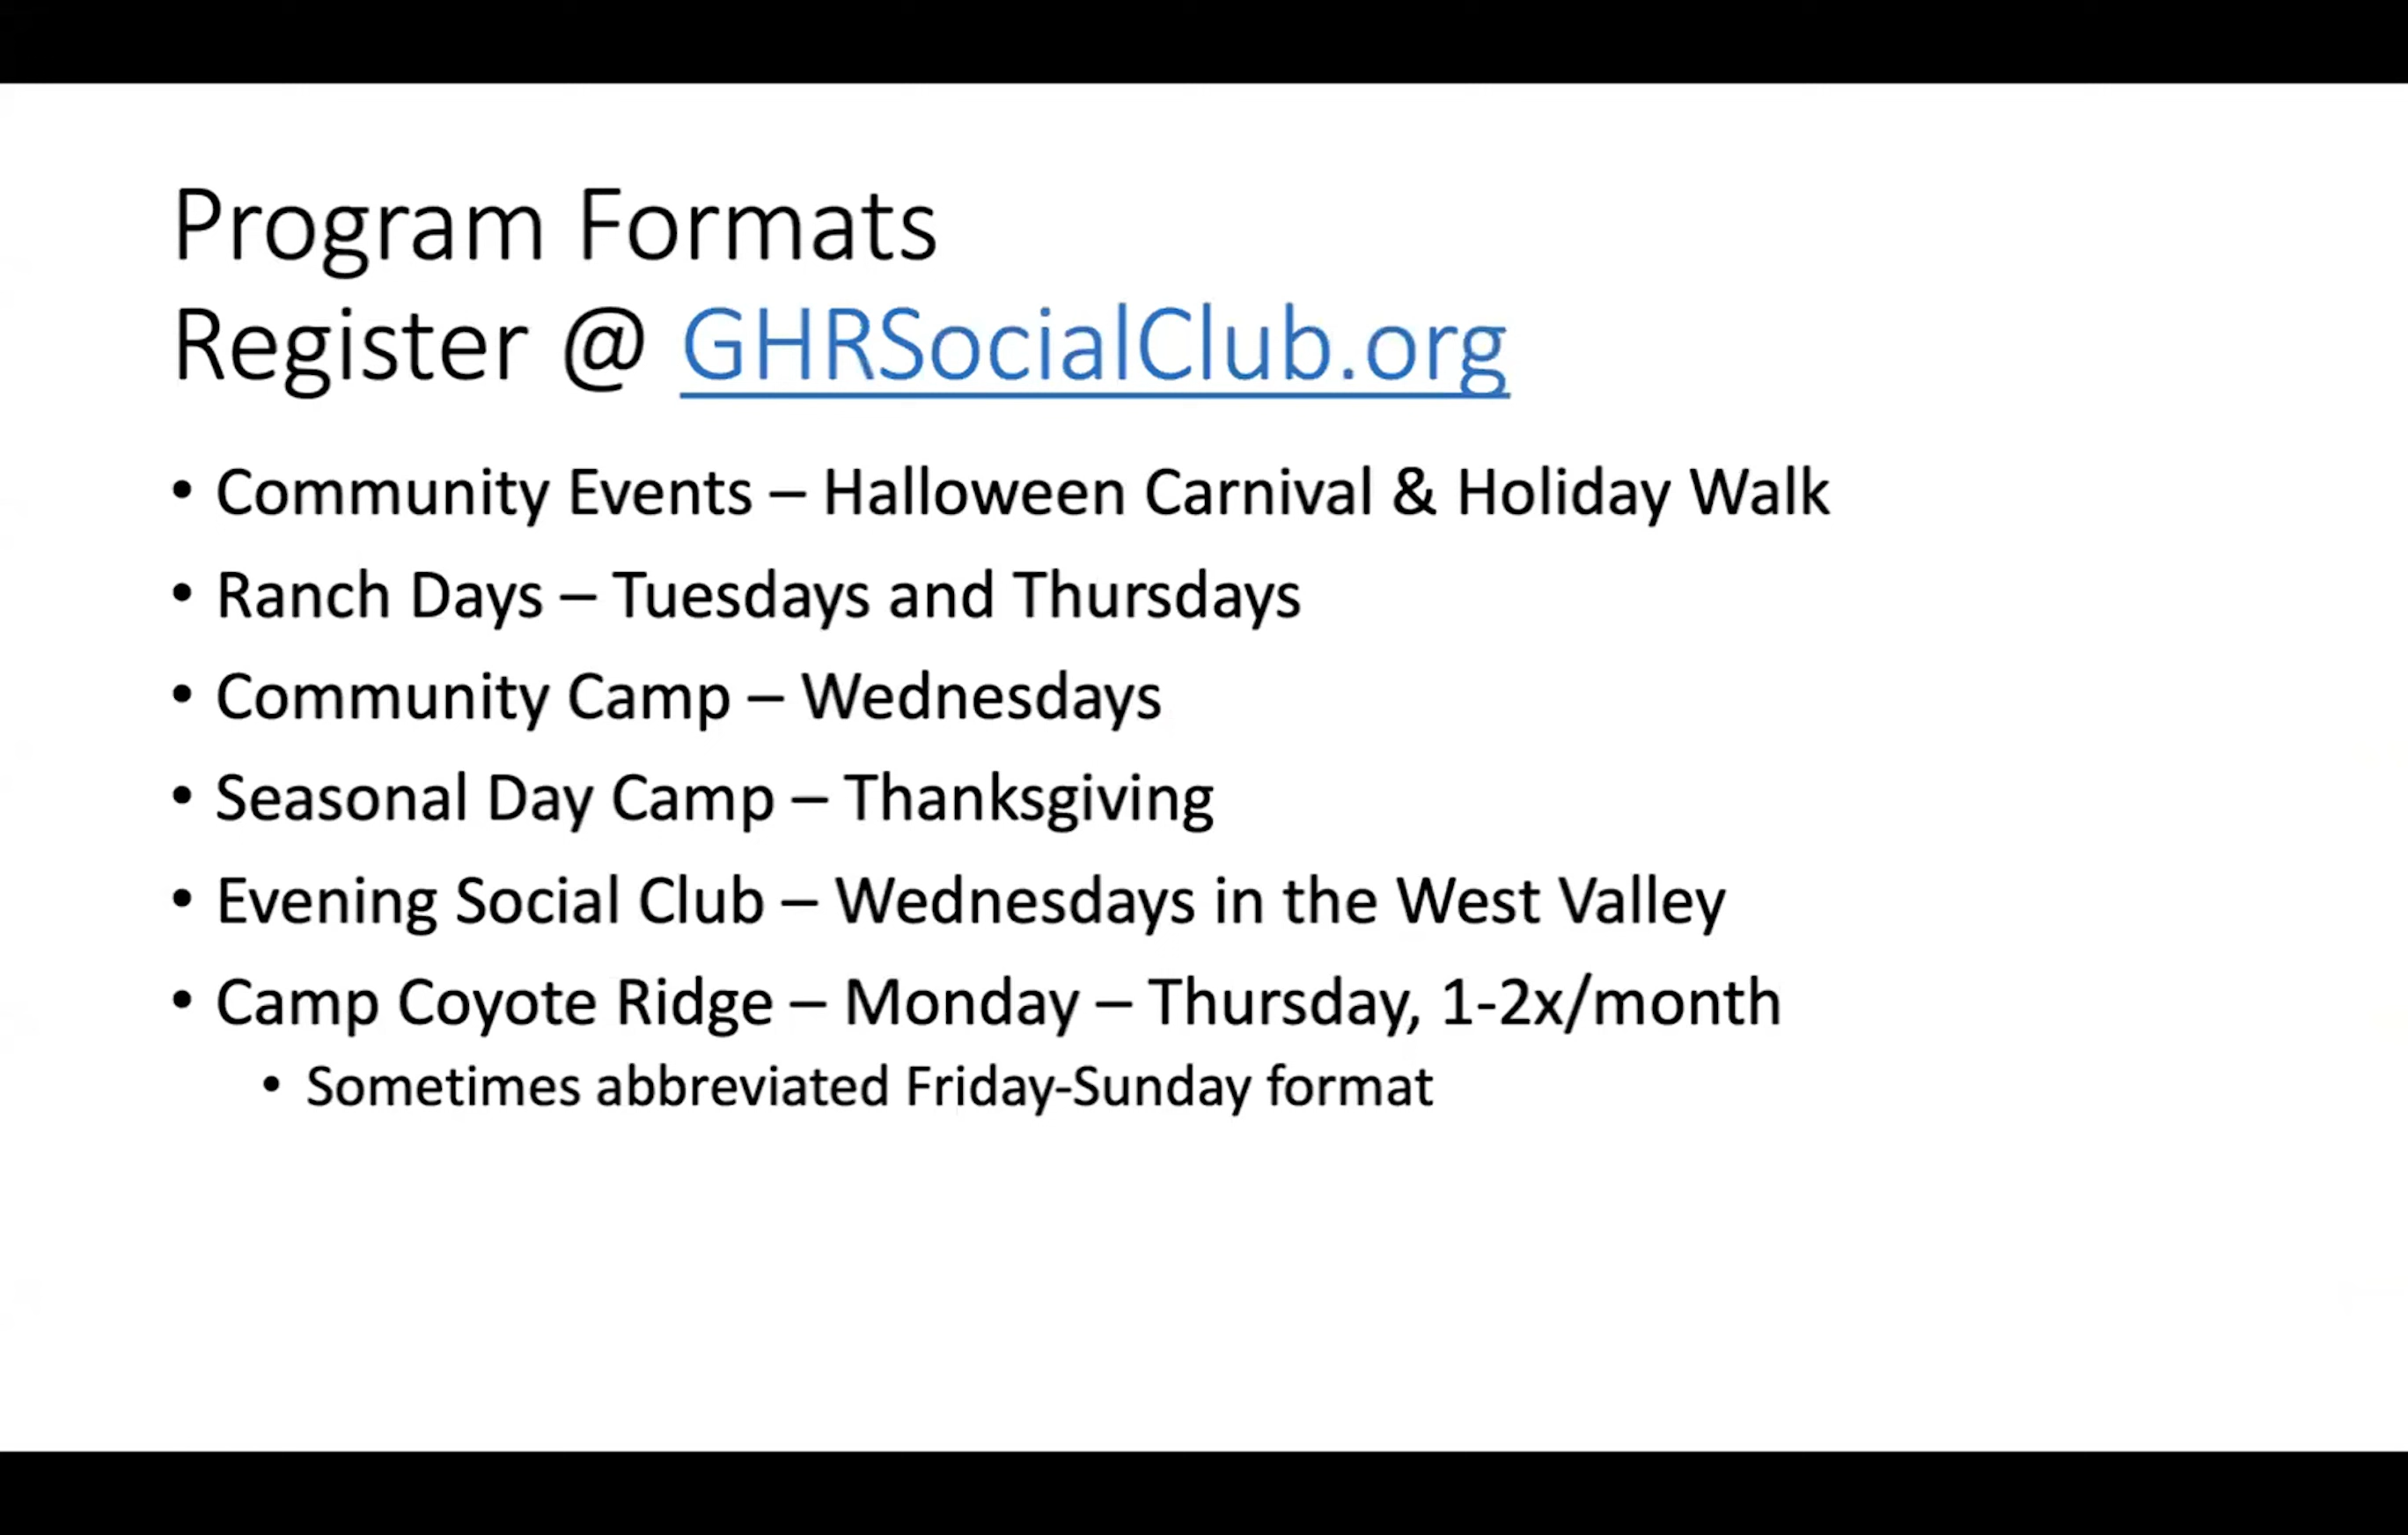 Program Formats
Register @ GHRSocialClub.org
• Community Events – Halloween Carnival & Holiday Walk
• Ranch Days – Tuesdays and Thursdays
• Community Camp – Wednesdays
• Seasonal Day Camp – Thanksgiving
• Evening Social Club – Wednesdays in the West Valley
• Camp Coyote Ridge – Monday – Thursday, 1-2x/month
• Sometimes abbreviated Friday-Sunday format